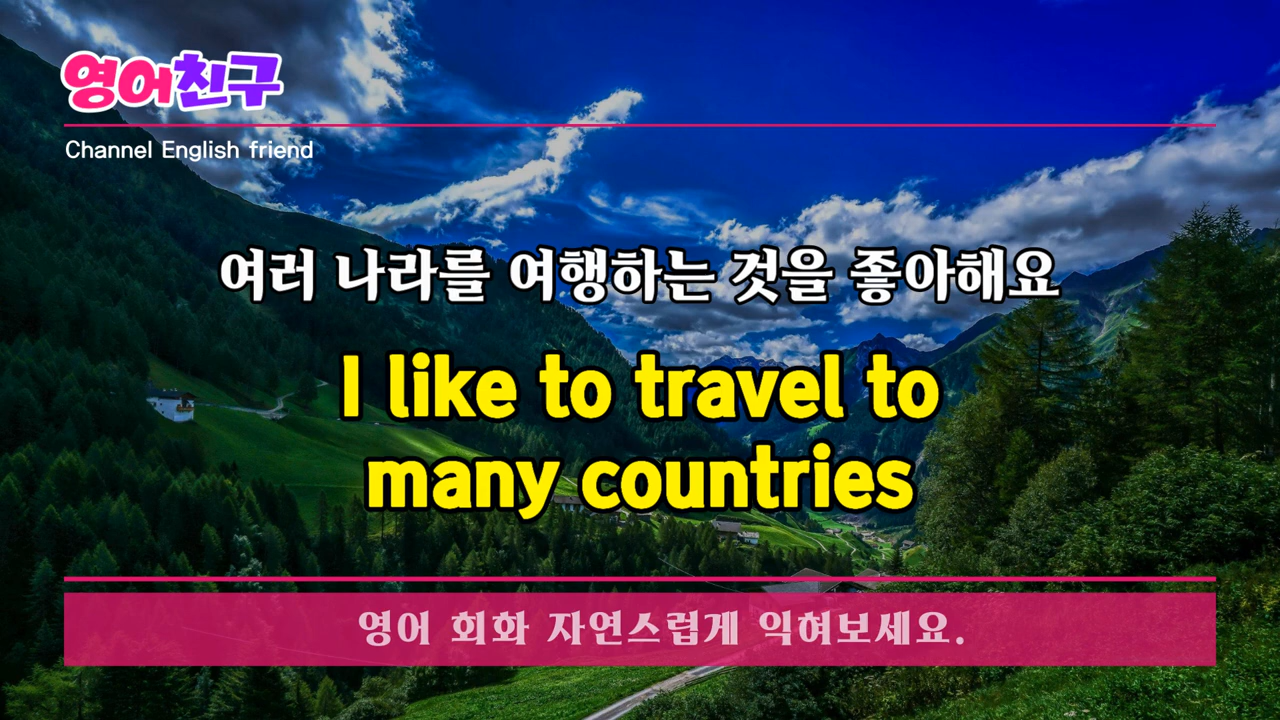 영어친구
Channel English friend
여러 나라를 여행하는 것을 좋아해요
I like to travel to
many countries
영어 회화 자연스럽게 익혀보세요.